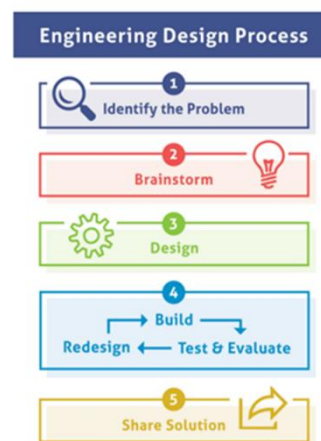 Engineering Design Process
1
Identify the Problem
2
Brainstorm
3
Design
4
Build
Redesign Test & Evaluate
5
Share Solution